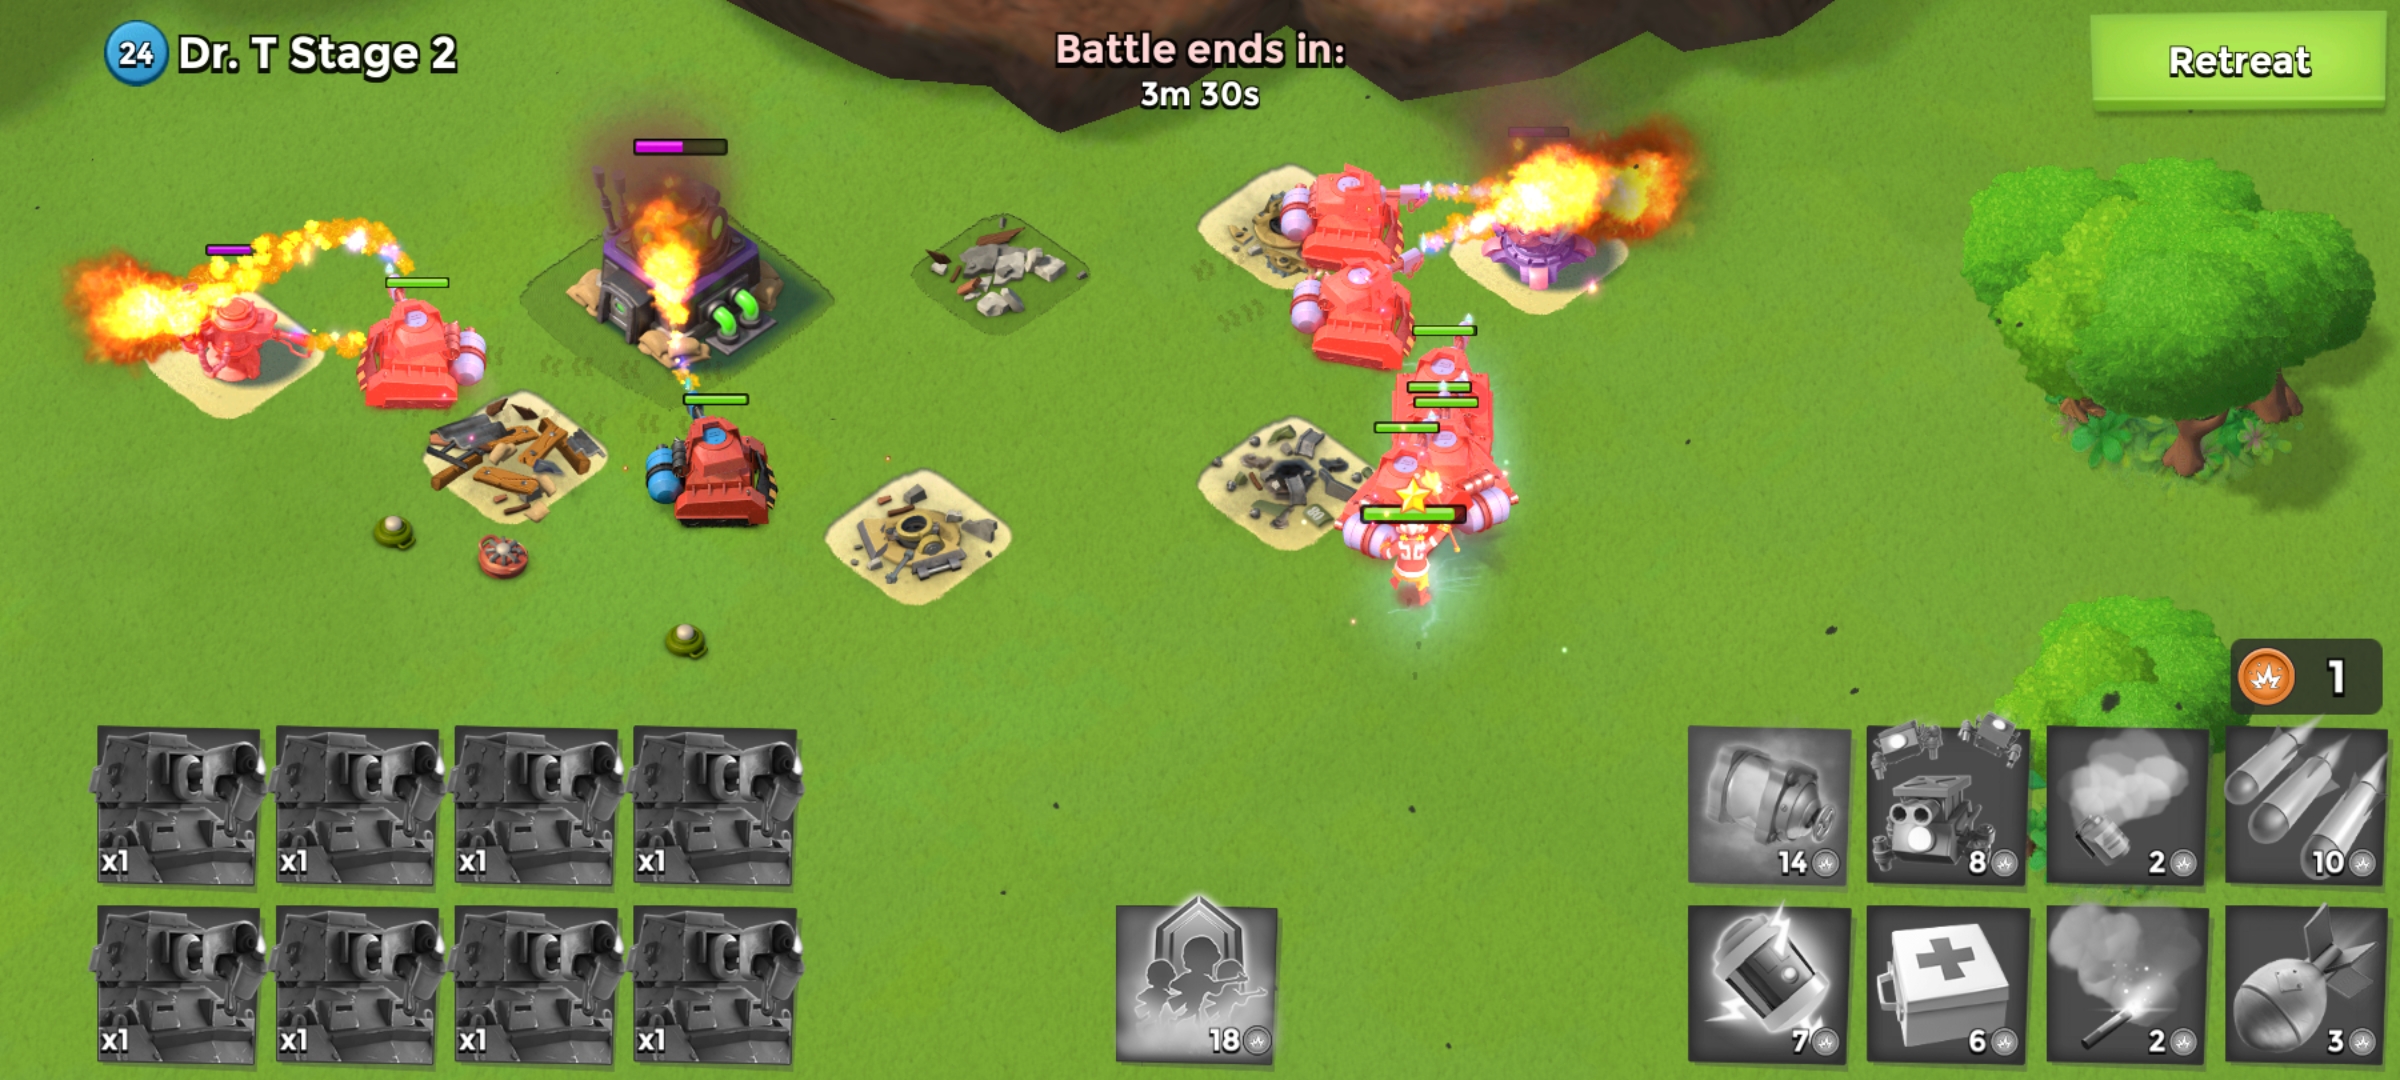 24 Dr. T Stage 2
Battle ends in:
3m 30s
Retreat
1
x1 x1 x1 x1
14 8 2 10
x1 x1 x1 x1
18
7 6 2 3